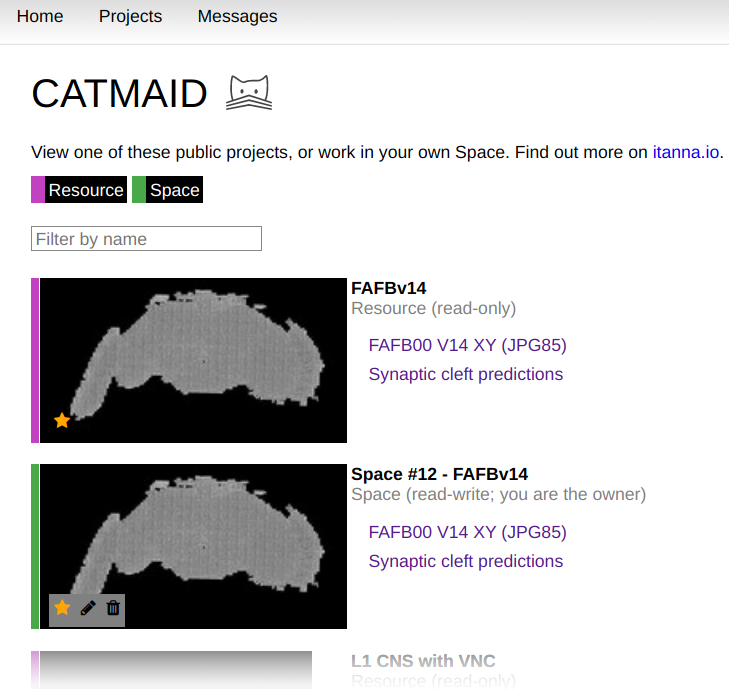 Home Projects Messages
CATMAID
View one of these public projects, or work in your own Space. Find out more on itanna.io.
Resource Space
Filter by name
FAFBv14
Resource (read-only)
FAFB00 V14 XY (JPG85)
Synaptic cleft predictions
Space #12 - FAFBv14
Space (read-write; you are the owner)
FAFB00 V14 XY (JPG85)
Synaptic cleft predictions
L1 CNS with VNC
Resource (read-only)